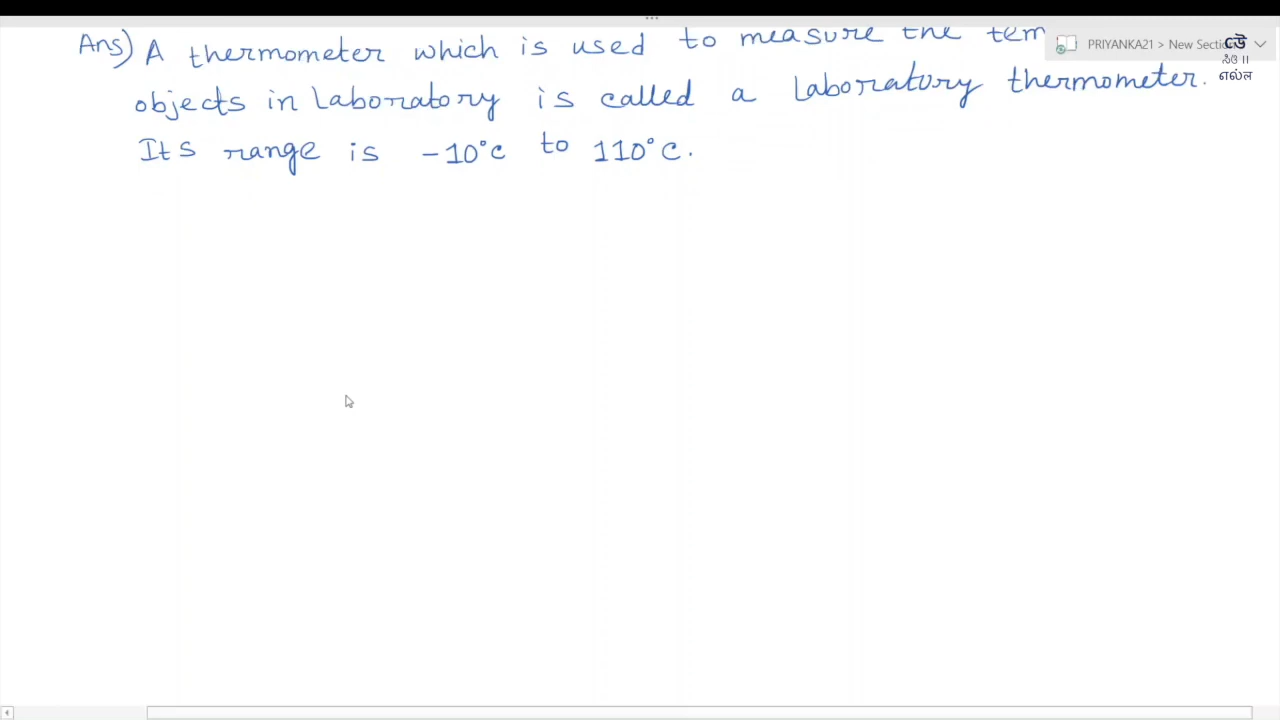 Ans) A thermometer which is used to measure the tem
PRIYANKA21 > New Section
objects in laboratory is called a laboratory thermometer.
Its range is -10°c to 110°c.